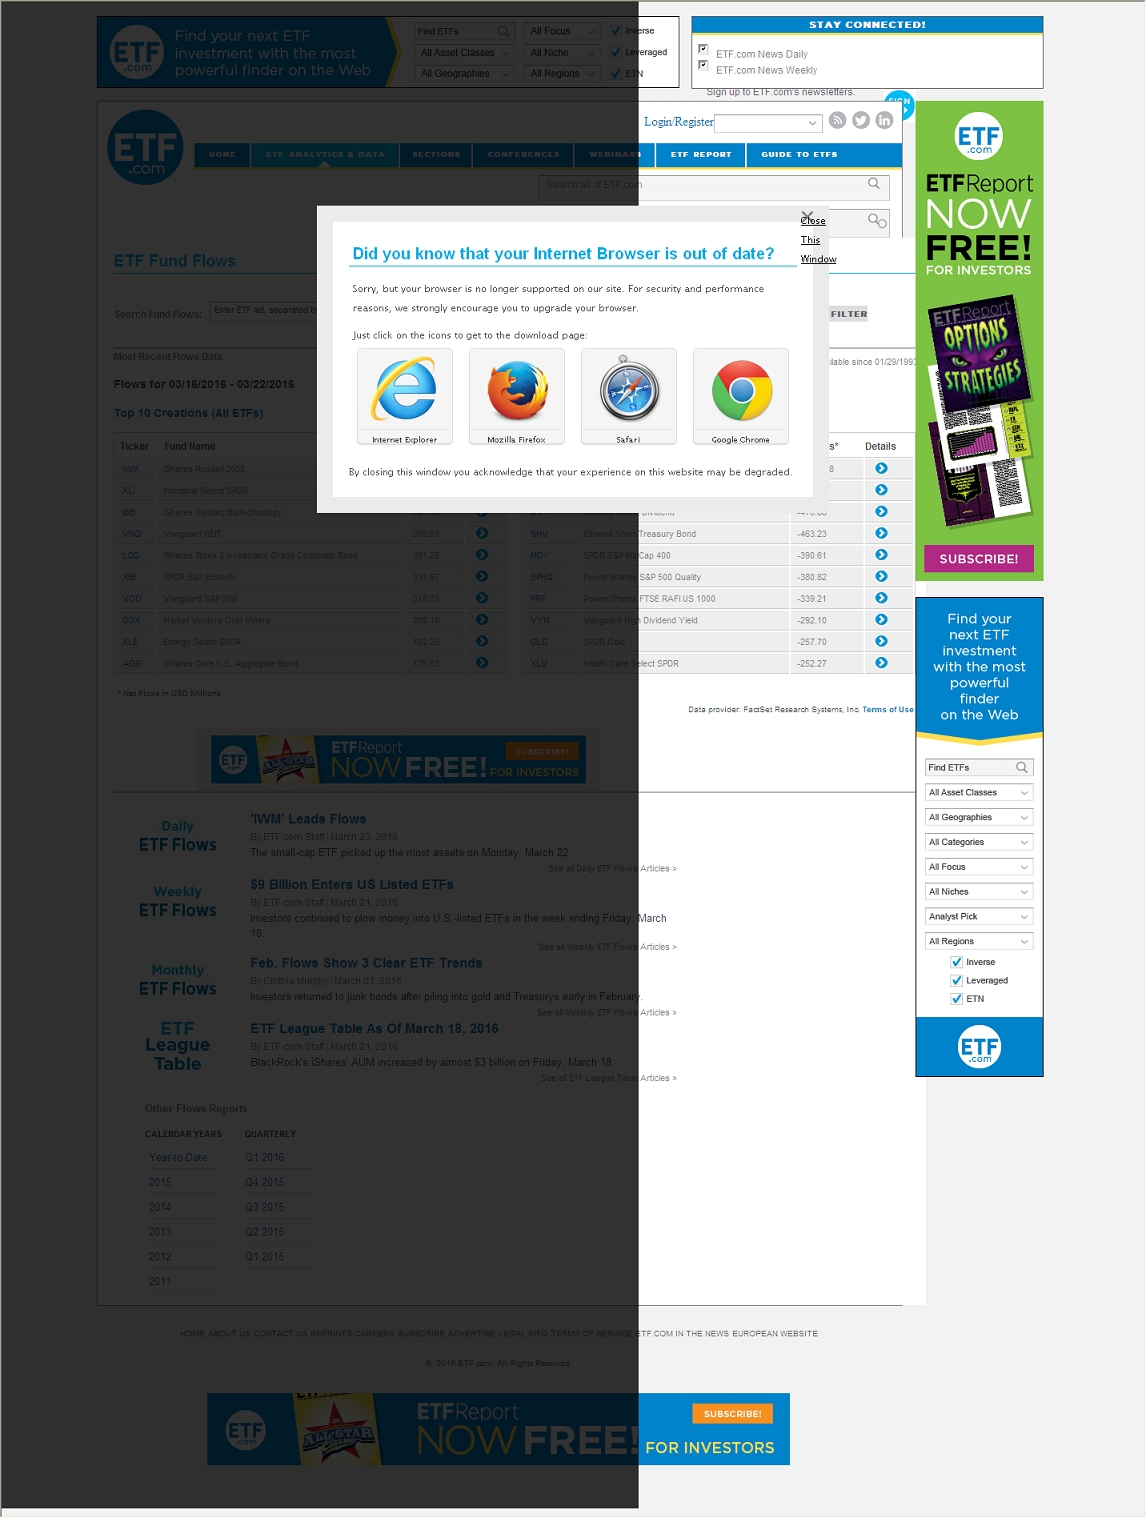 ETF
.com
Find your next ETF
investment with the most
powerful finder on the Web
Find ETFs
All Focus
Inverse
All Asset Classes
All Niche
Leveraged
All Geographies
All Regions
ETN
STAY CONNECTED!
ETF.com News Daily
ETF.com News Weekly
Sign up to ETF.com's newsletters.
SIGN
ETF
.com
Login/Register
HOME
ETF ANALYTICS & DATA
SECTIONS
CONFERENCES
WEBINARS
ETF REPORT
GUIDE TO ETFS
Search all of ETF.com
Close
This
Window
Did you know that your Internet Browser is out of date?
Sorry, but your browser is no longer supported on our site. For security and performance
reasons, we strongly encourage you to upgrade your browser.
Just click on the icons to get to the download page:
Internet Explorer
Mozilla Firefox
Safari
Google Chrome
By closing this window you acknowledge that your experience on this website may be degraded.
ETF Fund Flows
Search Fund Flows:
Enter ETF list, separated by
FILTER
Most Recent Flows Data
ailable since 01/29/1993
Flows for 03/16/2016 - 03/22/2016
Top 10 Creations (All ETFs)
Ticker
Fund Name
s*
Details
IWM
iShares Russell 2000
8
XLI
Industrial Select SPDR
IBB
iShares Nasdaq Biotechnology
VNQ
Vanguard REIT
392.61
SHV
iShares Short Treasury Bond
-463.23
LQD
iShares iBoxx $ Investment Grade Corporate Bond
351.25
MDY
SPDR S&P MidCap 400
-390.61
XBI
SPDR S&P Biotech
331.67
SPHQ
PowerShares S&P 500 Quality
-380.82
VOO
Vanguard S&P 500
318.75
PRF
PowerShares FTSE RAFI US 1000
-339.21
GDX
Market Vectors Gold Miners
VYM
Vanguard High Dividend Yield
-292.10
XLE
Energy Select SPDR
192.36
GLD
SPDR Gold
-257.70
AGG
iShares Core U.S. Aggregate Bond
175.63
XLV
Health Care Select SPDR
-252.27
* Net Flows in USD Millions
Data provider: FactSet Research Systems, Inc. Terms of Use
ETF
.com
ETFReport
NOW FREE!
SUBSCRIBE!
FOR INVESTORS
Daily
ETF Flows
'IWM' Leads Flows
By ETF.com Staff | March 23, 2016
The small-cap ETF picked up the most assets on Monday, March 22.
See all Daily ETF Flows Articles >
Weekly
ETF Flows
$9 Billion Enters US Listed ETFs
By ETF.com Staff | March 21, 2016
Investors continued to plow money into U.S.-listed ETFs in the week ending Friday, March
18.
See all Weekly ETF Flows Articles >
Monthly
ETF Flows
Feb. Flows Show 3 Clear ETF Trends
By Cinthia Murphy | March 01, 2016
Investors returned to junk bonds after piling into gold and Treasurys early in February.
See all Monthly ETF Flows Articles >
ETF
League
Table
ETF League Table As Of March 18, 2016
By ETF.com Staff | March 21, 2016
BlackRock's iShares' AUM increased by almost $3 billion on Friday, March 18.
See all ETF League Table Articles >
Other Flows Reports
CALENDAR YEARS
QUARTERLY
Year-to-Date
Q1 2016
2015
Q4 2015
2014
Q3 2015
2013
Q2 2015
2012
Q1 2015
2011
ETF
.com
ETFReport
NOW
FREE!
FOR INVESTORS
ETFReport
OPTIONS
STRATEGIES
SUBSCRIBE!
Find your
next ETF
investment
with the most
powerful
finder
on the Web
Find ETFs
All Asset Classes
All Geographies
All Categories
All Focus
All Niches
Analyst Pick
All Regions
Inverse
Leveraged
ETN
ETF
.com
HOME ABOUT US CONTACT US REPRINTS CAREERS SUBSCRIBE ADVERTISE LEGAL INFO TERMS OF SERVICE ETF.COM IN THE NEWS EUROPEAN WEBSITE
© 2016 ETF.com. All Rights Reserved.
ETF
.com
ALL-STAR
ETFReport
NOW FREE!
SUBSCRIBE!
FOR INVESTORS